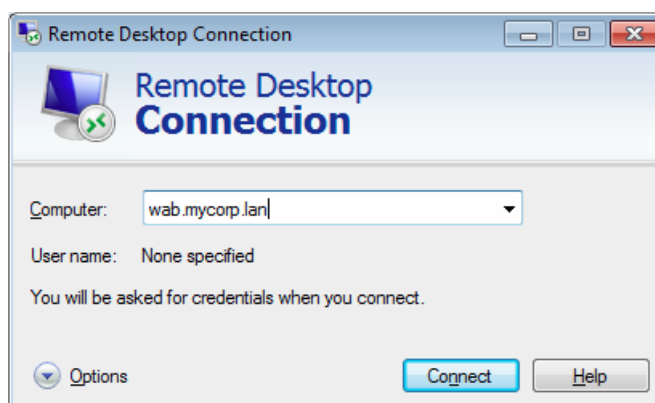 Remote Desktop Connection
Remote Desktop
Connection
Computer: wab.mycorp.lan
User name: None specified
You will be asked for credentials when you connect.
Options Connect Help